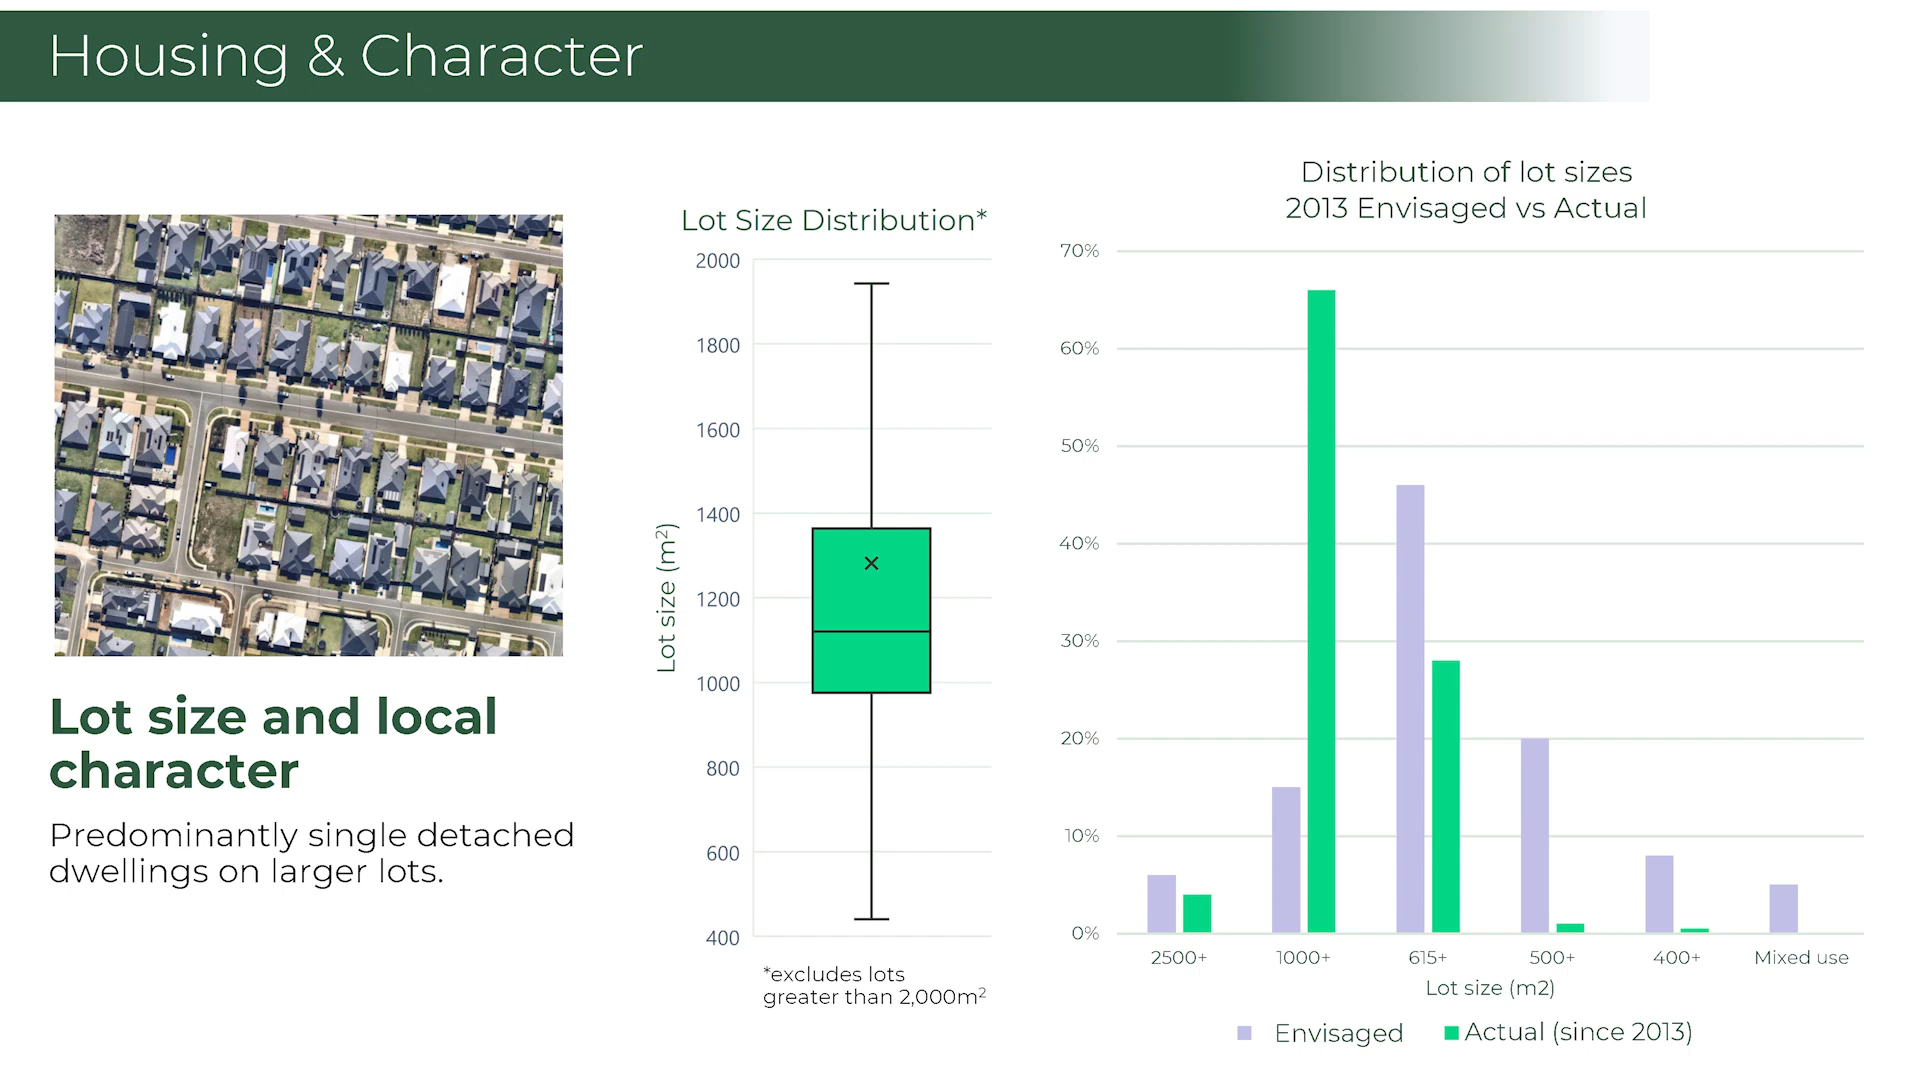 Housing & Character
Lot size and local
character
Predominantly single detached
dwellings on larger lots.
Lot Size Distribution*
Lot size (m²)
2000
1800
1600
1400
1200
1000
800
600
400
*excludes lots
greater than 2,000m²
Distribution of lot sizes
2013 Envisaged vs Actual
70%
60%
50%
40%
30%
20%
10%
0%
2500+ 1000+ 615+ 500+ 400+ Mixed use
Lot size (m2)
Envisaged Actual (since 2013)